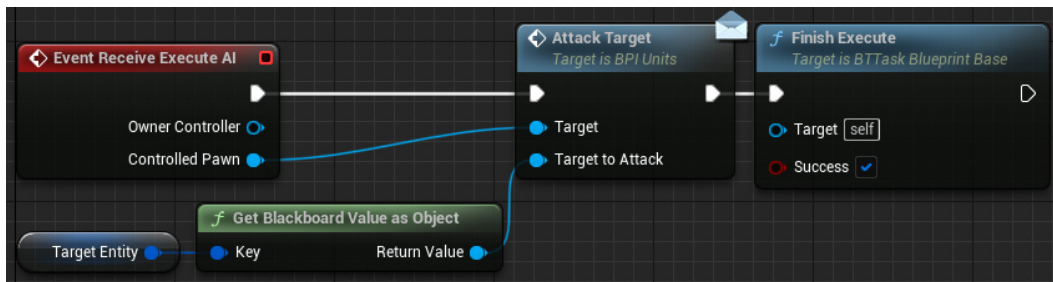 Event Receive Execute AI
Owner Controller
Controlled Pawn
Attack Target
Target is BPI Units
Target
Target to Attack
f Finish Execute
Target is BTTask Blueprint Base
Target self
Success
f Get Blackboard Value as Object
Target Entity
Key
Return Value